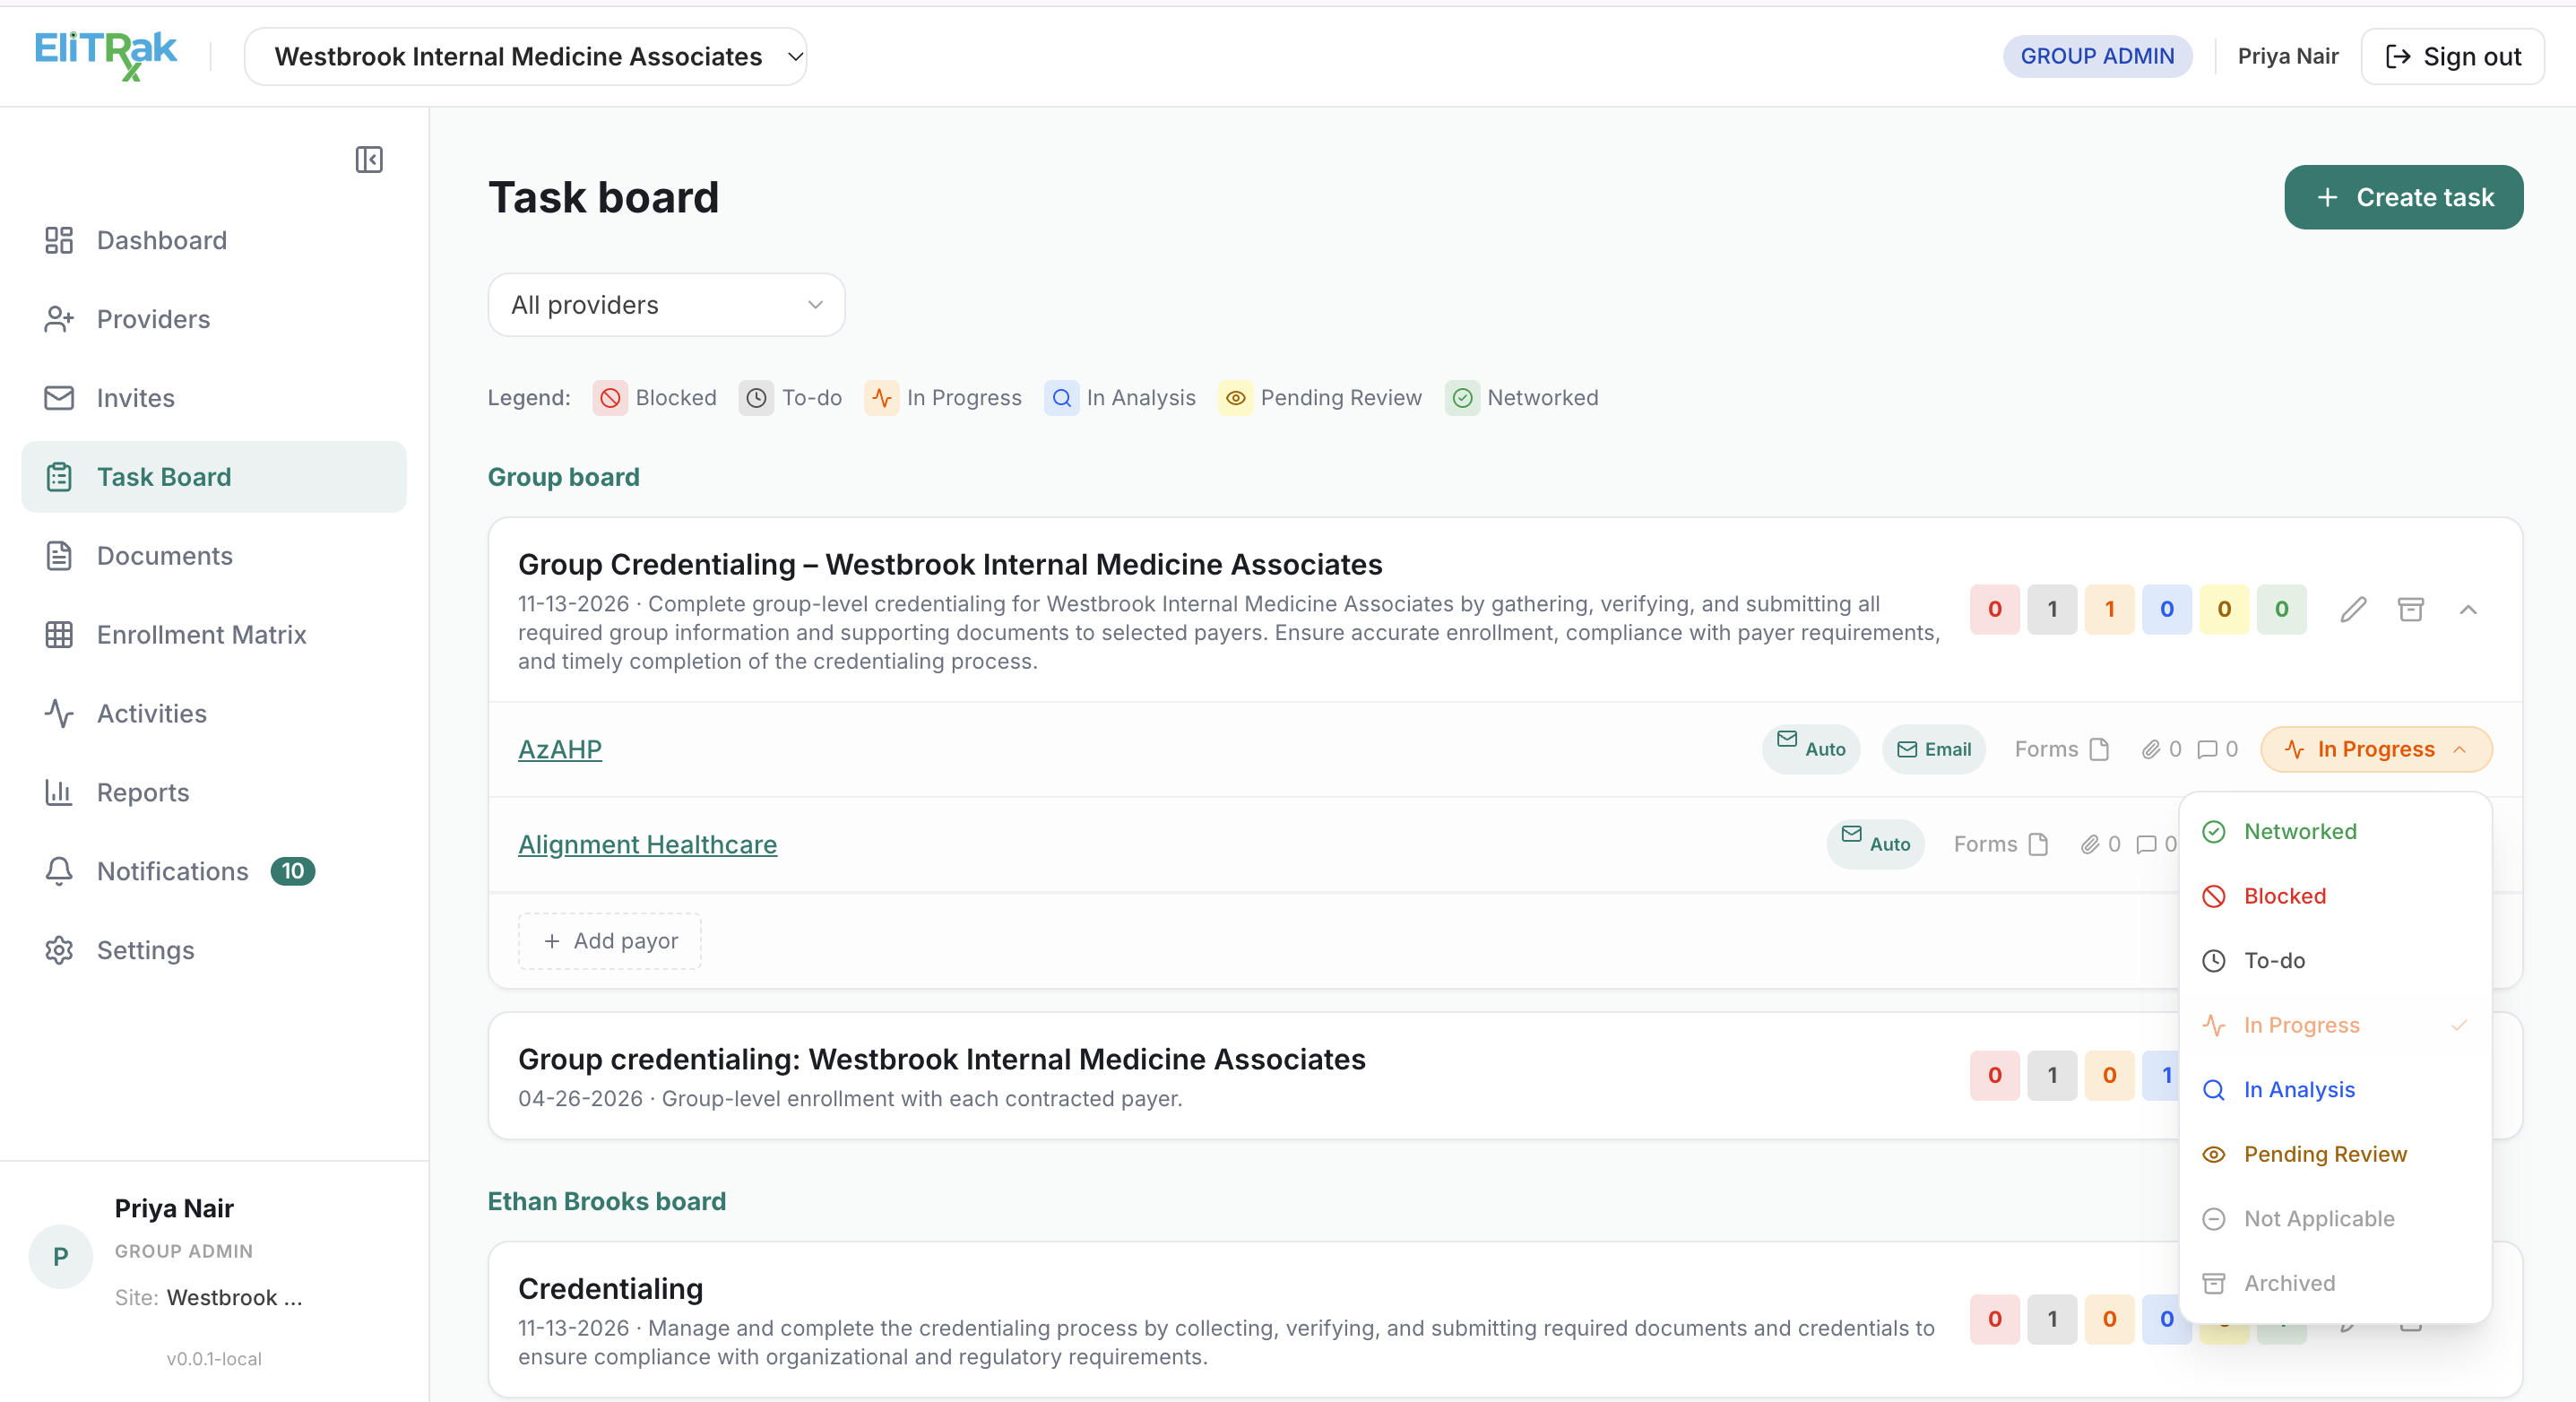 EliTRak
x
Westbrook Internal Medicine Associates
GROUP ADMIN
Priya Nair
Sign out
Dashboard
Providers
Invites
Task Board
Documents
Enrollment Matrix
Activities
Reports
Notifications 10
Settings
P
Priya Nair
GROUP ADMIN
Site: Westbrook ...
v0.0.1-local
Task board
Create task
All providers
Legend: Blocked To-do In Progress In Analysis Pending Review Networked
Group board
Group Credentialing – Westbrook Internal Medicine Associates
11-13-2026 · Complete group-level credentialing for Westbrook Internal Medicine Associates by gathering, verifying, and submitting all
required group information and supporting documents to selected payers. Ensure accurate enrollment, compliance with payer requirements,
and timely completion of the credentialing process.
0 1 1 0 0 0
AzAHP
Auto Email Forms 0 0 In Progress
Alignment Healthcare
Auto Forms 0 0
Add payor
Networked
Blocked
To-do
In Progress
In Analysis
Pending Review
Not Applicable
Archived
Group credentialing: Westbrook Internal Medicine Associates
04-26-2026 · Group-level enrollment with each contracted payer.
0 1 0 1
Ethan Brooks board
Credentialing
11-13-2026 · Manage and complete the credentialing process by collecting, verifying, and submitting required documents and credentials to
ensure compliance with organizational and regulatory requirements.
0 1 0 0